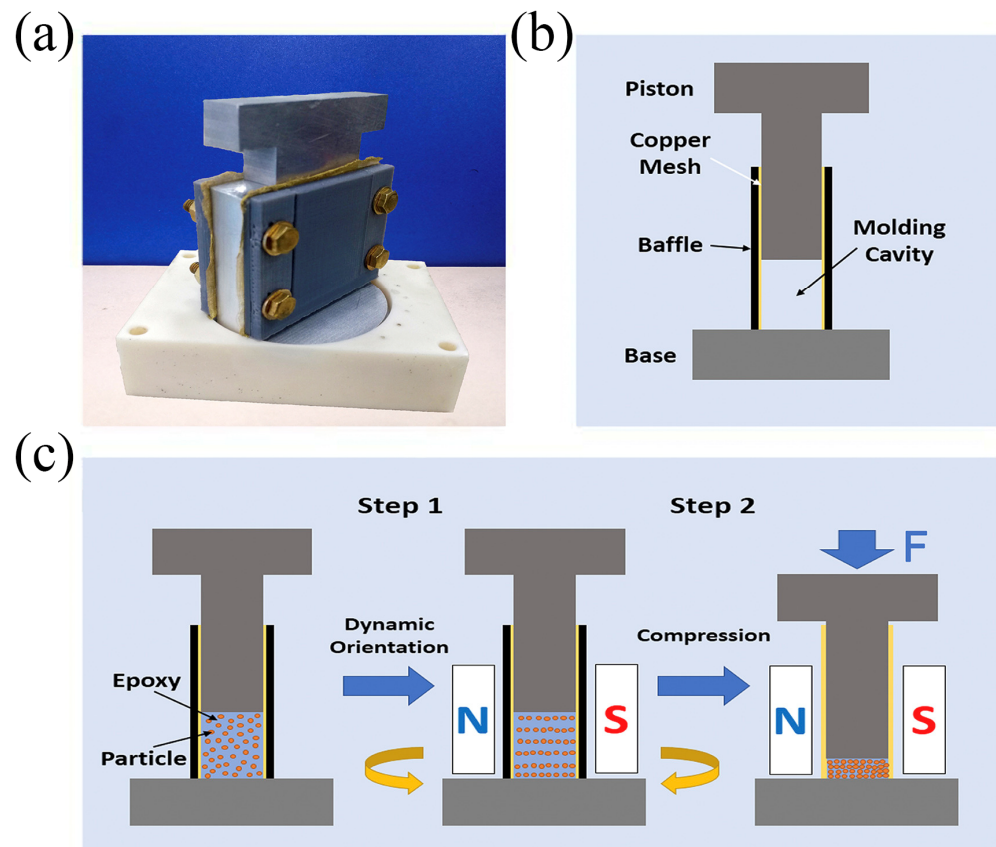 (a)
(b)
Piston
Copper
Mesh
Baffle
Molding
Cavity
Base
(c)
Step 1
Step 2
F
Dynamic
Orientation
Compression
Epoxy
Particle
N
S
N
S